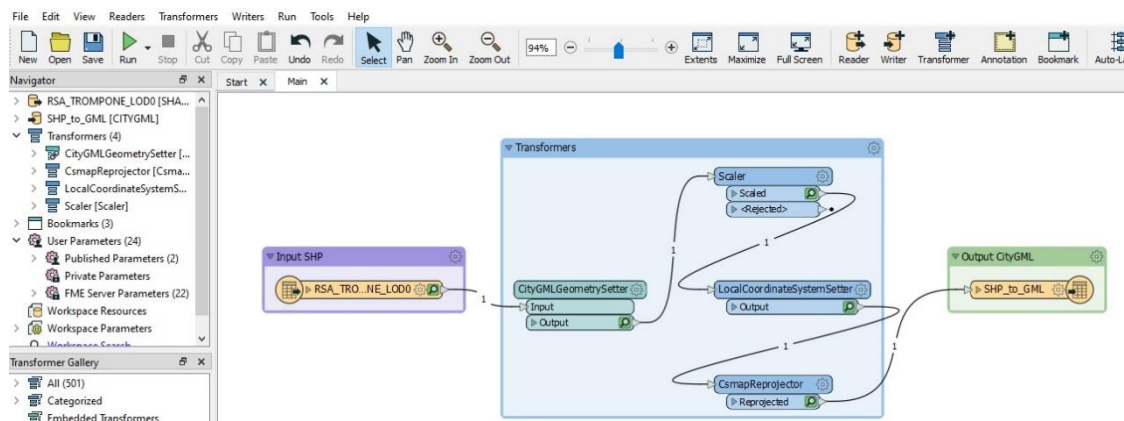 File Edit View Readers Transformers Writers Run Tools Help
New Open Save Run Stop Cut Copy Paste Undo Redo Select Pan Zoom In Zoom Out 94% Extents Maximize Full Screen Reader Writer Transformer Annotation Bookmark Auto-La
Navigator
Start Main
RSA_TROMPONE_LOD0 [SHA...
SHP_to_GML [CITYGML]
Transformers (4)
CityGMLGeometrySetter [...
CsmapReprojector [Csma...
LocalCoordinateSystemS...
Scaler [Scaler]
Bookmarks (3)
User Parameters (24)
Published Parameters (2)
Private Parameters
FME Server Parameters (22)
Workspace Resources
Workspace Parameters
Workspace Search
Transformer Gallery
All (501)
Categorized
Embedded Transformers
Input SHP
RSA_TRO...NE_LOD0
1
Transformers
CityGMLGeometrySetter
Input
Output
1
Scaler
Scaled
<Rejected>
1
LocalCoordinateSystemSetter
Output
1
CsmapReprojector
Reprojected
1
Output CityGML
SHP_to_GML